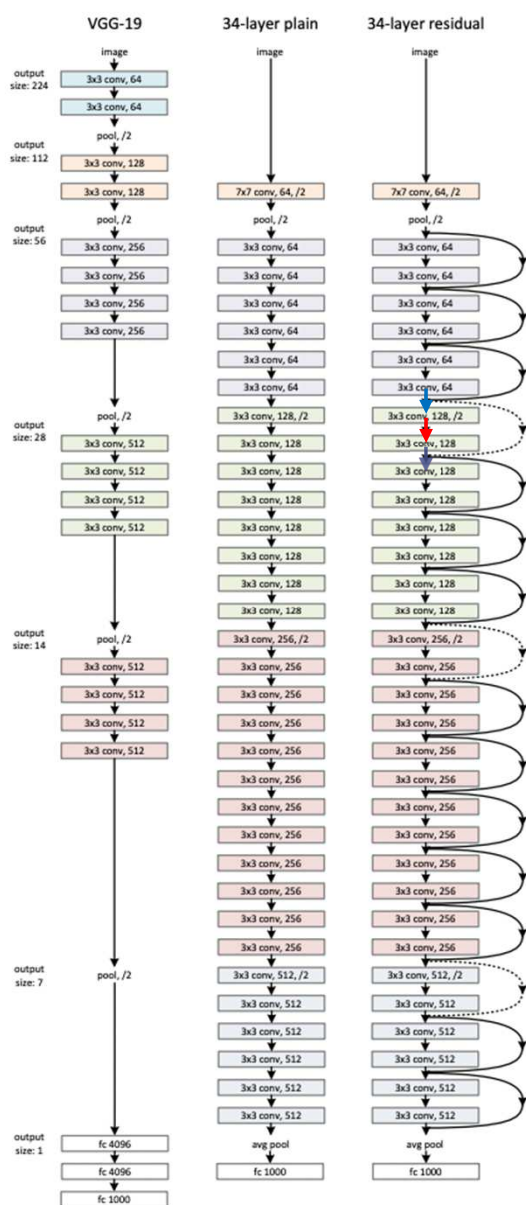 VGG-19
image
output
size: 224
3x3 conv, 64
3x3 conv, 64
pool, /2
output
size: 112
3x3 conv, 128
3x3 conv, 128
pool, /2
output
size: 56
3x3 conv, 256
3x3 conv, 256
3x3 conv, 256
3x3 conv, 256
pool, /2
output
size: 28
3x3 conv, 512
3x3 conv, 512
3x3 conv, 512
3x3 conv, 512
pool, /2
output
size: 14
3x3 conv, 512
3x3 conv, 512
3x3 conv, 512
3x3 conv, 512
output
size: 7
pool, /2
output
size: 1
fc 4096
fc 4096
fc 1000
34-layer plain
image
7x7 conv, 64, /2
pool, /2
3x3 conv, 64
3x3 conv, 64
3x3 conv, 64
3x3 conv, 64
3x3 conv, 64
3x3 conv, 64
3x3 conv, 128, /2
3x3 conv, 128
3x3 conv, 128
3x3 conv, 128
3x3 conv, 128
3x3 conv, 128
3x3 conv, 128
3x3 conv, 128
3x3 conv, 256, /2
3x3 conv, 256
3x3 conv, 256
3x3 conv, 256
3x3 conv, 256
3x3 conv, 256
3x3 conv, 256
3x3 conv, 256
3x3 conv, 256
3x3 conv, 256
3x3 conv, 256
3x3 conv, 256
3x3 conv, 512, /2
3x3 conv, 512
3x3 conv, 512
3x3 conv, 512
3x3 conv, 512
3x3 conv, 512
avg pool
fc 1000
34-layer residual
image
7x7 conv, 64, /2
pool, /2
3x3 conv, 64
3x3 conv, 64
3x3 conv, 64
3x3 conv, 64
3x3 conv, 64
3x3 conv, 64
3x3 conv, 128, /2
3x3 conv, 128
3x3 conv, 128
3x3 conv, 128
3x3 conv, 128
3x3 conv, 128
3x3 conv, 128
3x3 conv, 128
3x3 conv, 256, /2
3x3 conv, 256
3x3 conv, 256
3x3 conv, 256
3x3 conv, 256
3x3 conv, 256
3x3 conv, 256
3x3 conv, 256
3x3 conv, 256
3x3 conv, 256
3x3 conv, 256
3x3 conv, 256
3x3 conv, 512, /2
3x3 conv, 512
3x3 conv, 512
3x3 conv, 512
3x3 conv, 512
3x3 conv, 512
avg pool
fc 1000